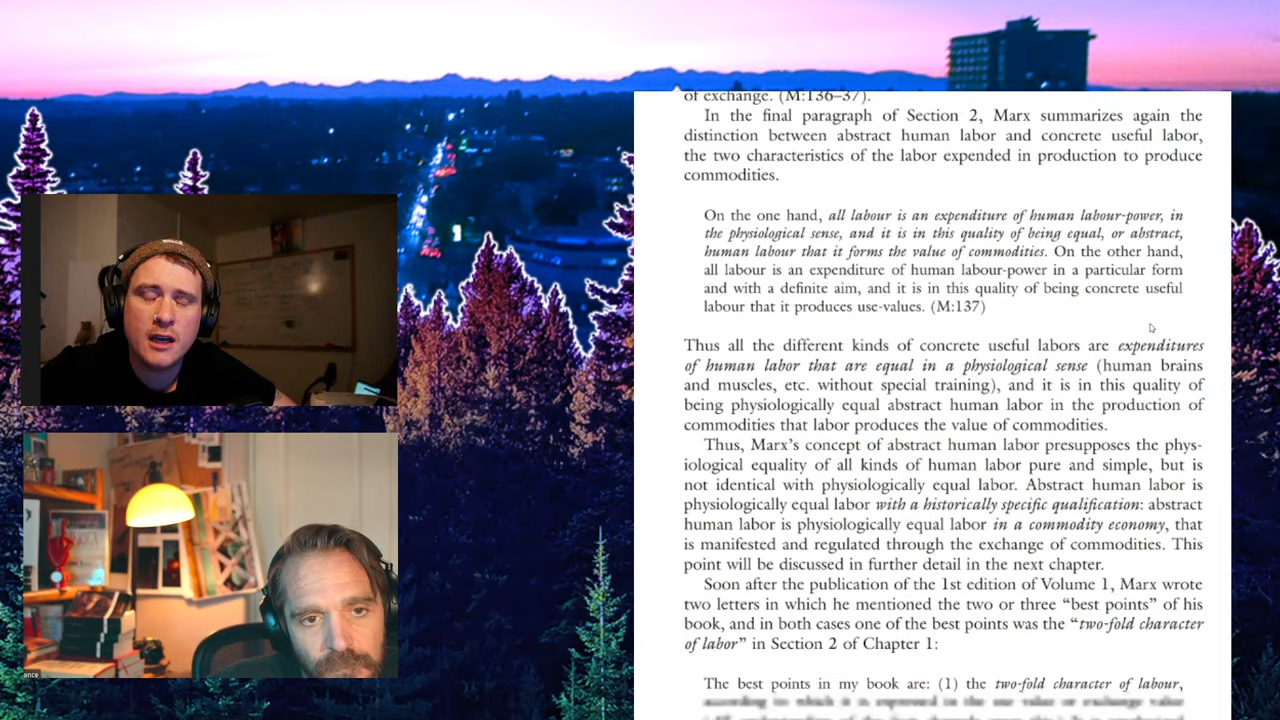 of exchange. (M:136–37).
In the final paragraph of Section 2, Marx summarizes again the
distinction between abstract human labor and concrete useful labor,
the two characteristics of the labor expended in production to produce
commodities.
On the one hand, all labour is an expenditure of human labour-power, in
the physiological sense, and it is in this quality of being equal, or abstract,
human labour that it forms the value of commodities. On the other hand,
all labour is an expenditure of human labour-power in a particular form
and with a definite aim, and it is in this quality of being concrete useful
labour that it produces use-values. (M:137)
Thus all the different kinds of concrete useful labors are expenditures
of human labor that are equal in a physiological sense (human brains
and muscles, etc. without special training), and it is in this quality of
being physiologically equal abstract human labor in the production of
commodities that labor produces the value of commodities.
Thus, Marx's concept of abstract human labor presupposes the phys-
iological equality of all kinds of human labor pure and simple, but is
not identical with physiologically equal labor. Abstract human labor is
physiologically equal labor with a historically specific qualification: abstract
human labor is physiologically equal labor in a commodity economy, that
is manifested and regulated through the exchange of commodities. This
point will be discussed in further detail in the next chapter.
Soon after the publication of the 1st edition of Volume 1, Marx wrote
two letters in which he mentioned the two or three “best points” of his
book, and in both cases one of the best points was the “two-fold character
of labor” in Section 2 of Chapter 1:
The best points in my book are: (1) the two-fold character of labour,
ance